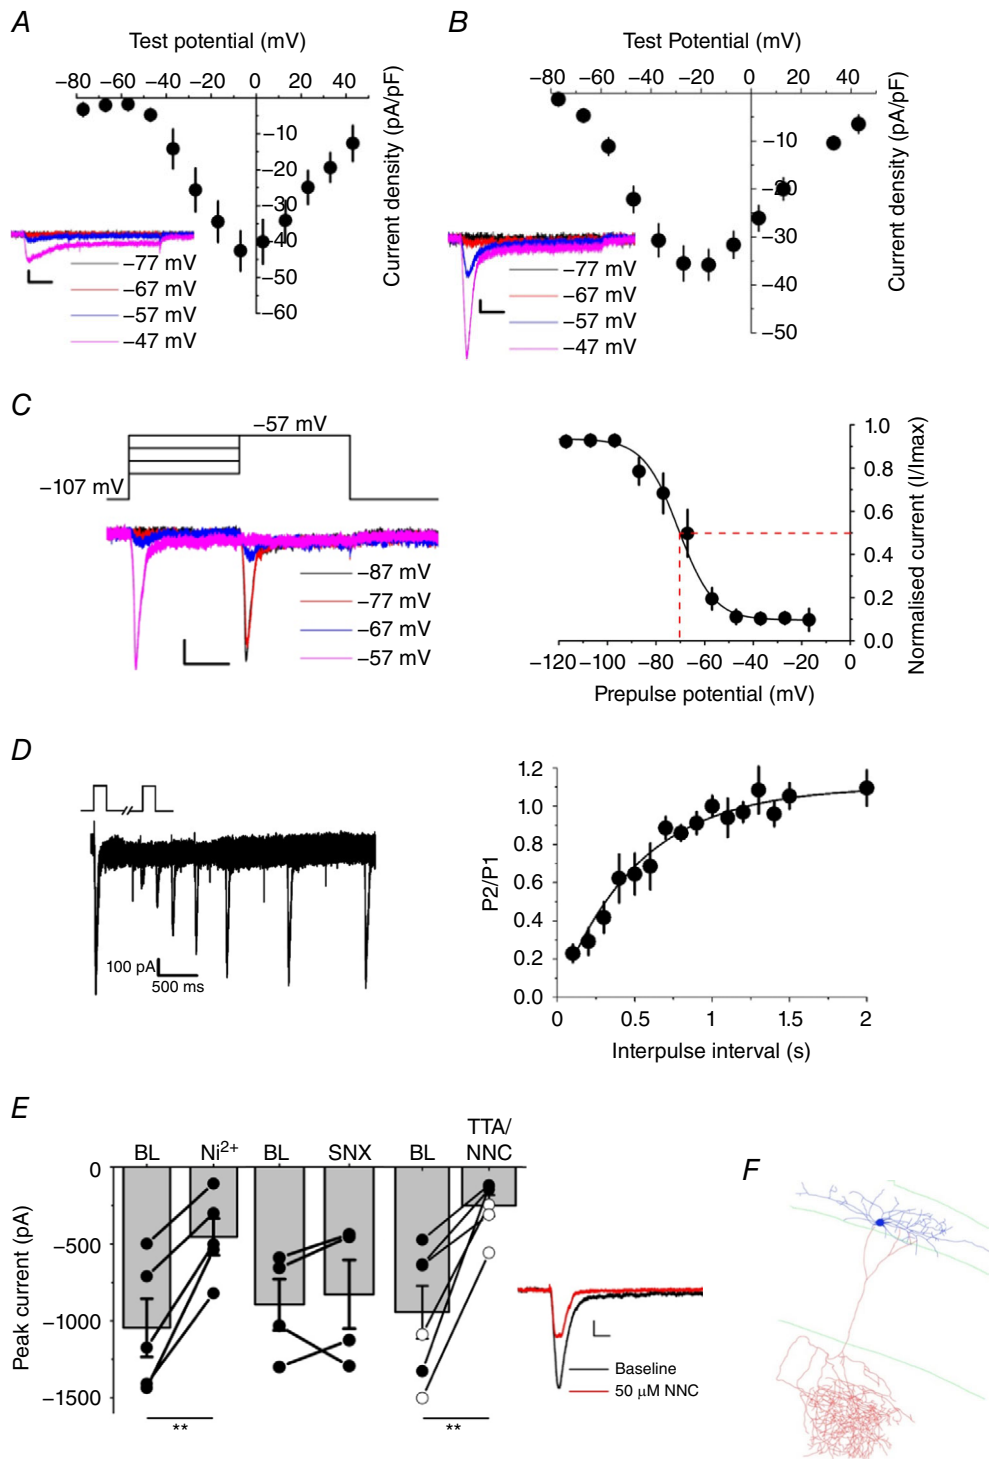 A
Test potential (mV)
−80 −60 −40 −20 0 20 40
−10
−20
−30
−40
−50
−60
Current density (pA/pF)
−77 mV
−67 mV
−57 mV
−47 mV
B
Test Potential (mV)
−80 −60 −40 −20 0 20 40
−10
−20
−30
−40
−50
Current density (pA/pF)
−77 mV
−67 mV
−57 mV
−47 mV
C
−57 mV
−107 mV
−87 mV
−77 mV
−67 mV
−57 mV
1.0
0.8
0.6
0.4
0.2
0.0
Normalised current (I/Imax)
−120 −100 −80 −60 −40 −20 0
Prepulse potential (mV)
D
100 pA
500 ms
1.2
1.0
0.8
0.6
0.4
0.2
0.0
P2/P1
0 0.5 1 1.5 2
Interpulse interval (s)
E
BL Ni²⁺ BL SNX BL TTA/
NNC
0
−500
−1000
−1500
Peak current (pA)
** **
Baseline
50 μM NNC
F